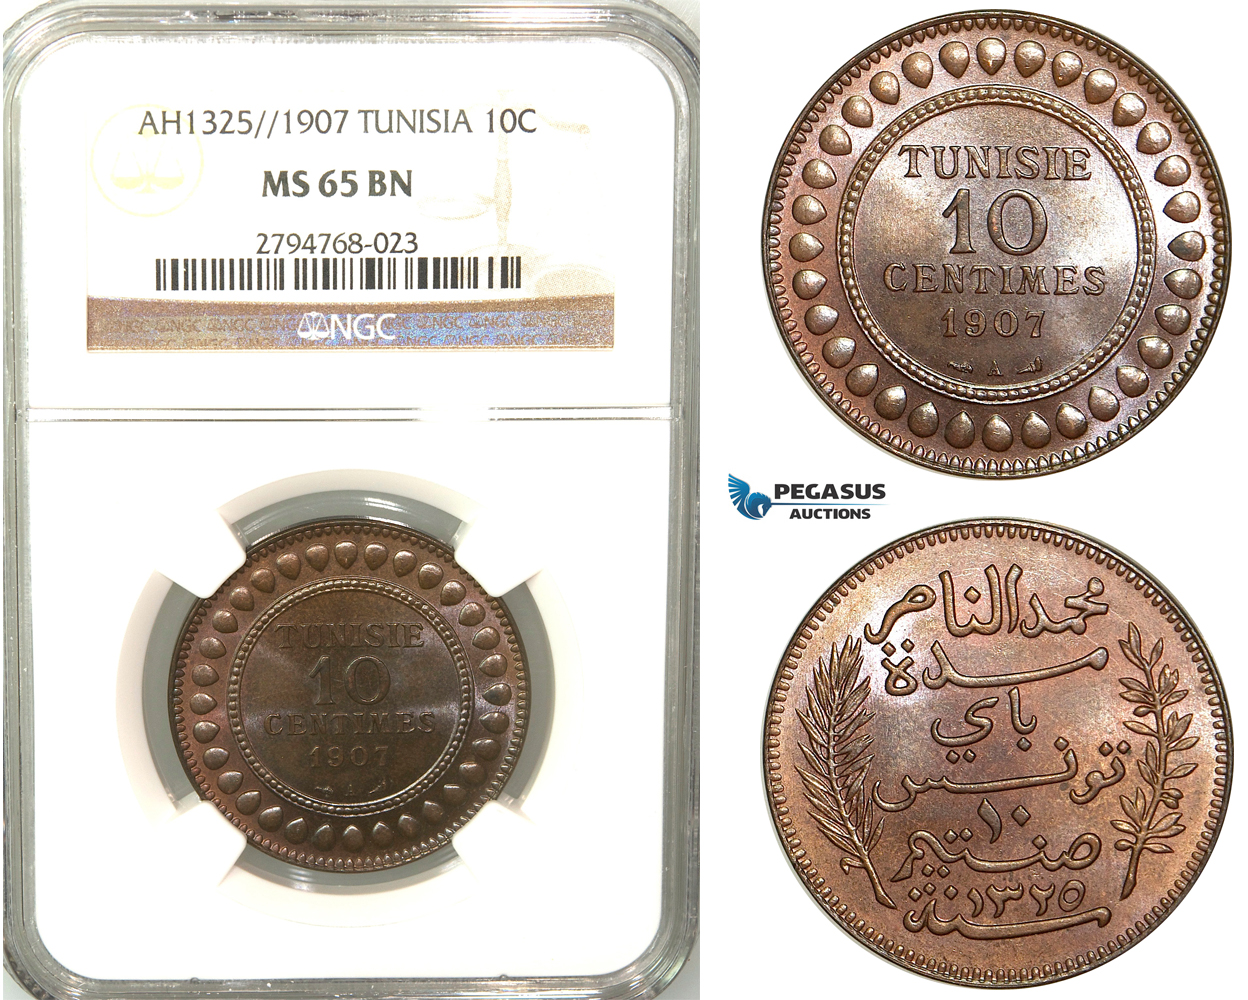 AH1325//1907 TUNISIA 10C
MS 65 BN
2794768-023
NGC
TUNISIE
10
CENTIMES
1907
A
TUNISIE
10
CENTIMES
1907
A
PEGASUS
AUCTIONS
محمد الناصر
مدة
باي
تونس
١٠
صنتيم
سنة ١٣٢٥